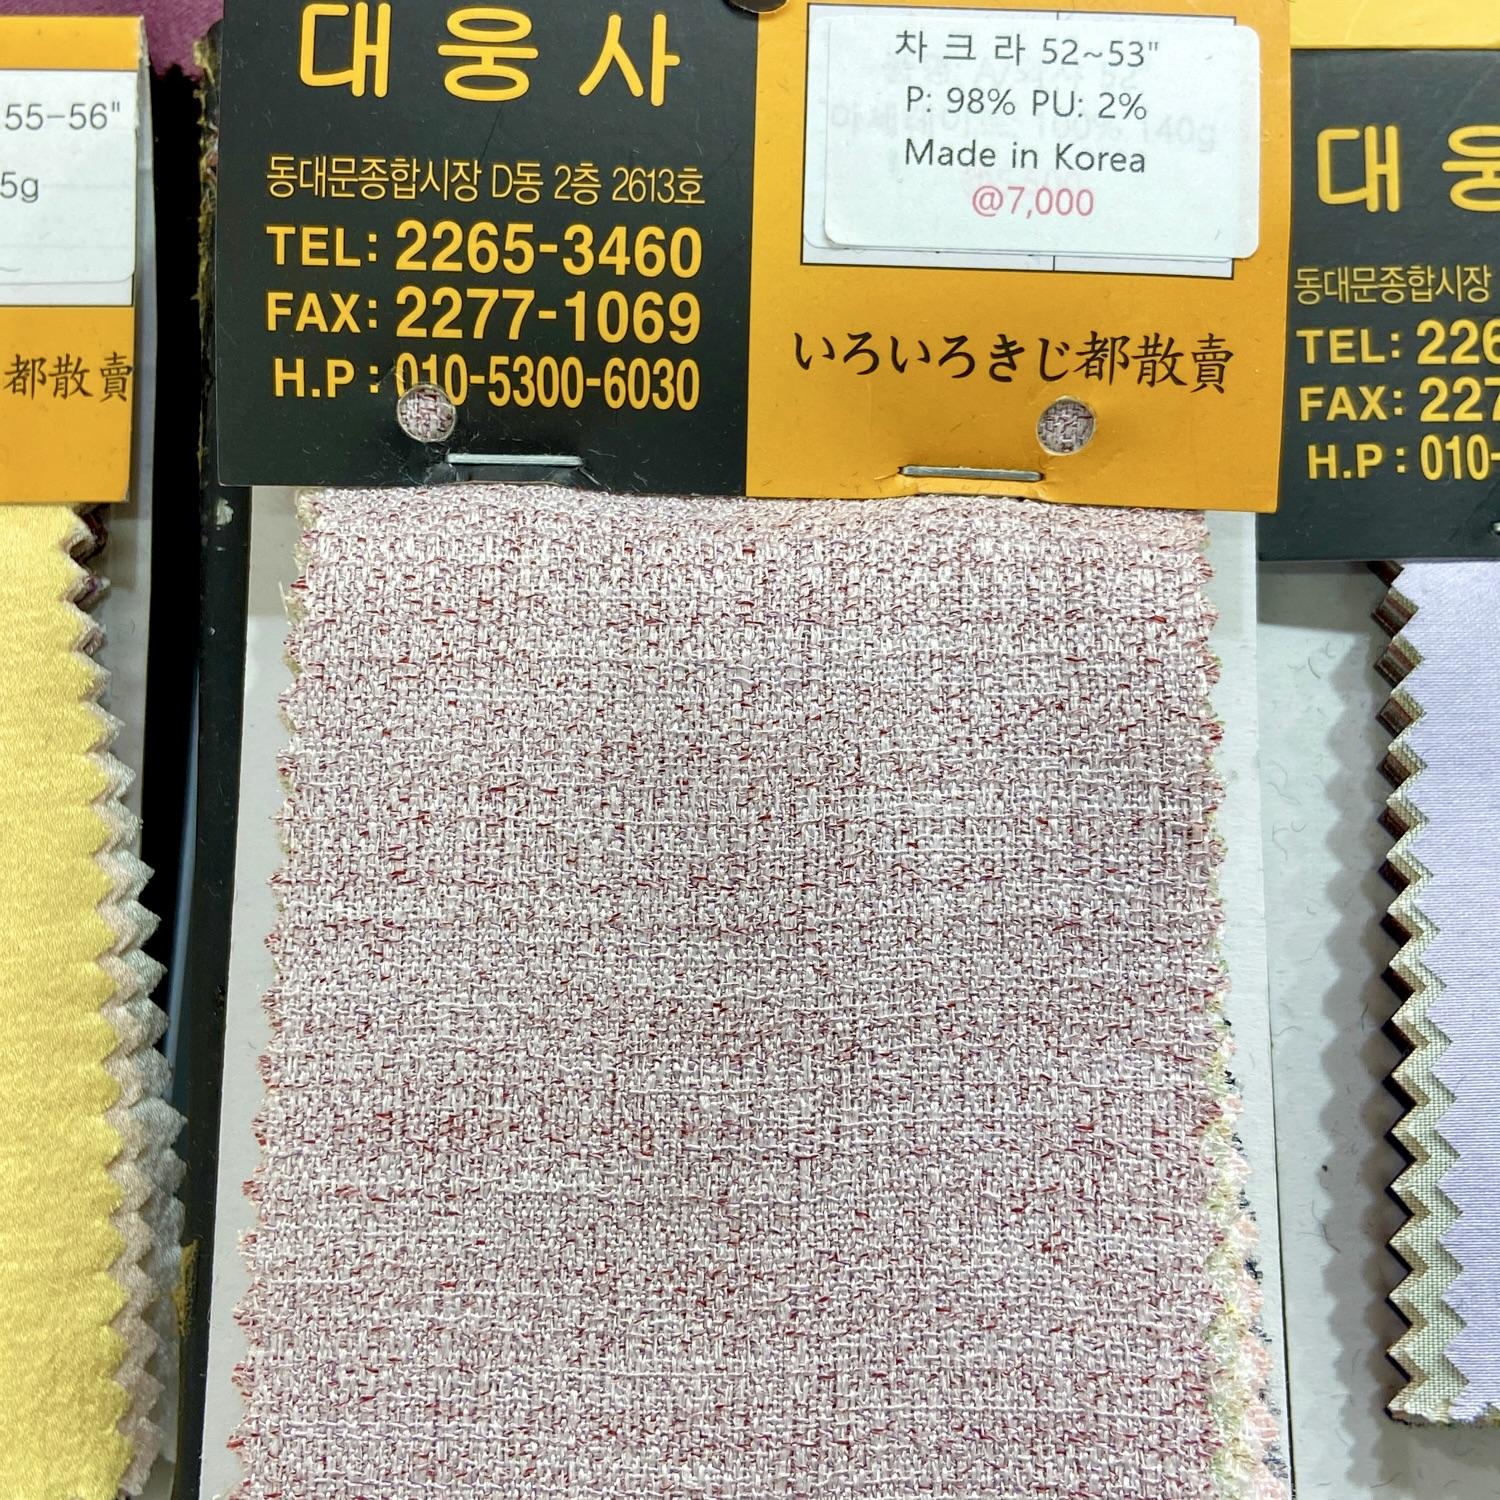 55-56"
5g
都散賣
대웅사
동대문종합시장 D동 2층 2613호
TEL: 2265-3460
FAX: 2277-1069
H.P : 010-5300-6030
차 크 라 52~53"
P: 98% PU: 2%
Made in Korea
@7,000
いろいろきじ都散賣
대 웅
동대문종합시장
TEL: 226
FAX: 227
H.P : 010-